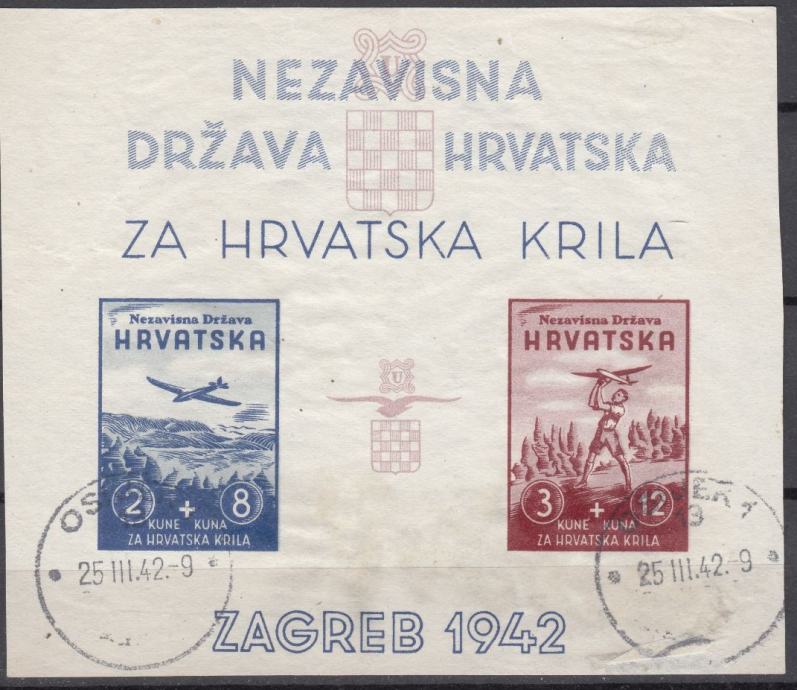 U
NEZAVISNA
DRŽAVA HRVATSKA
ZA HRVATSKA KRILA
Nezavisna Država
HRVATSKA
2 + 8
KUNE KUNA
ZA HRVATSKA KRILA
U
Nezavisna Država
HRVATSKA
3 + 12
KUNE KUNA
ZA HRVATSKA KRILA
25 III.42.-9
25 III.42.-9
ZAGREB 1942